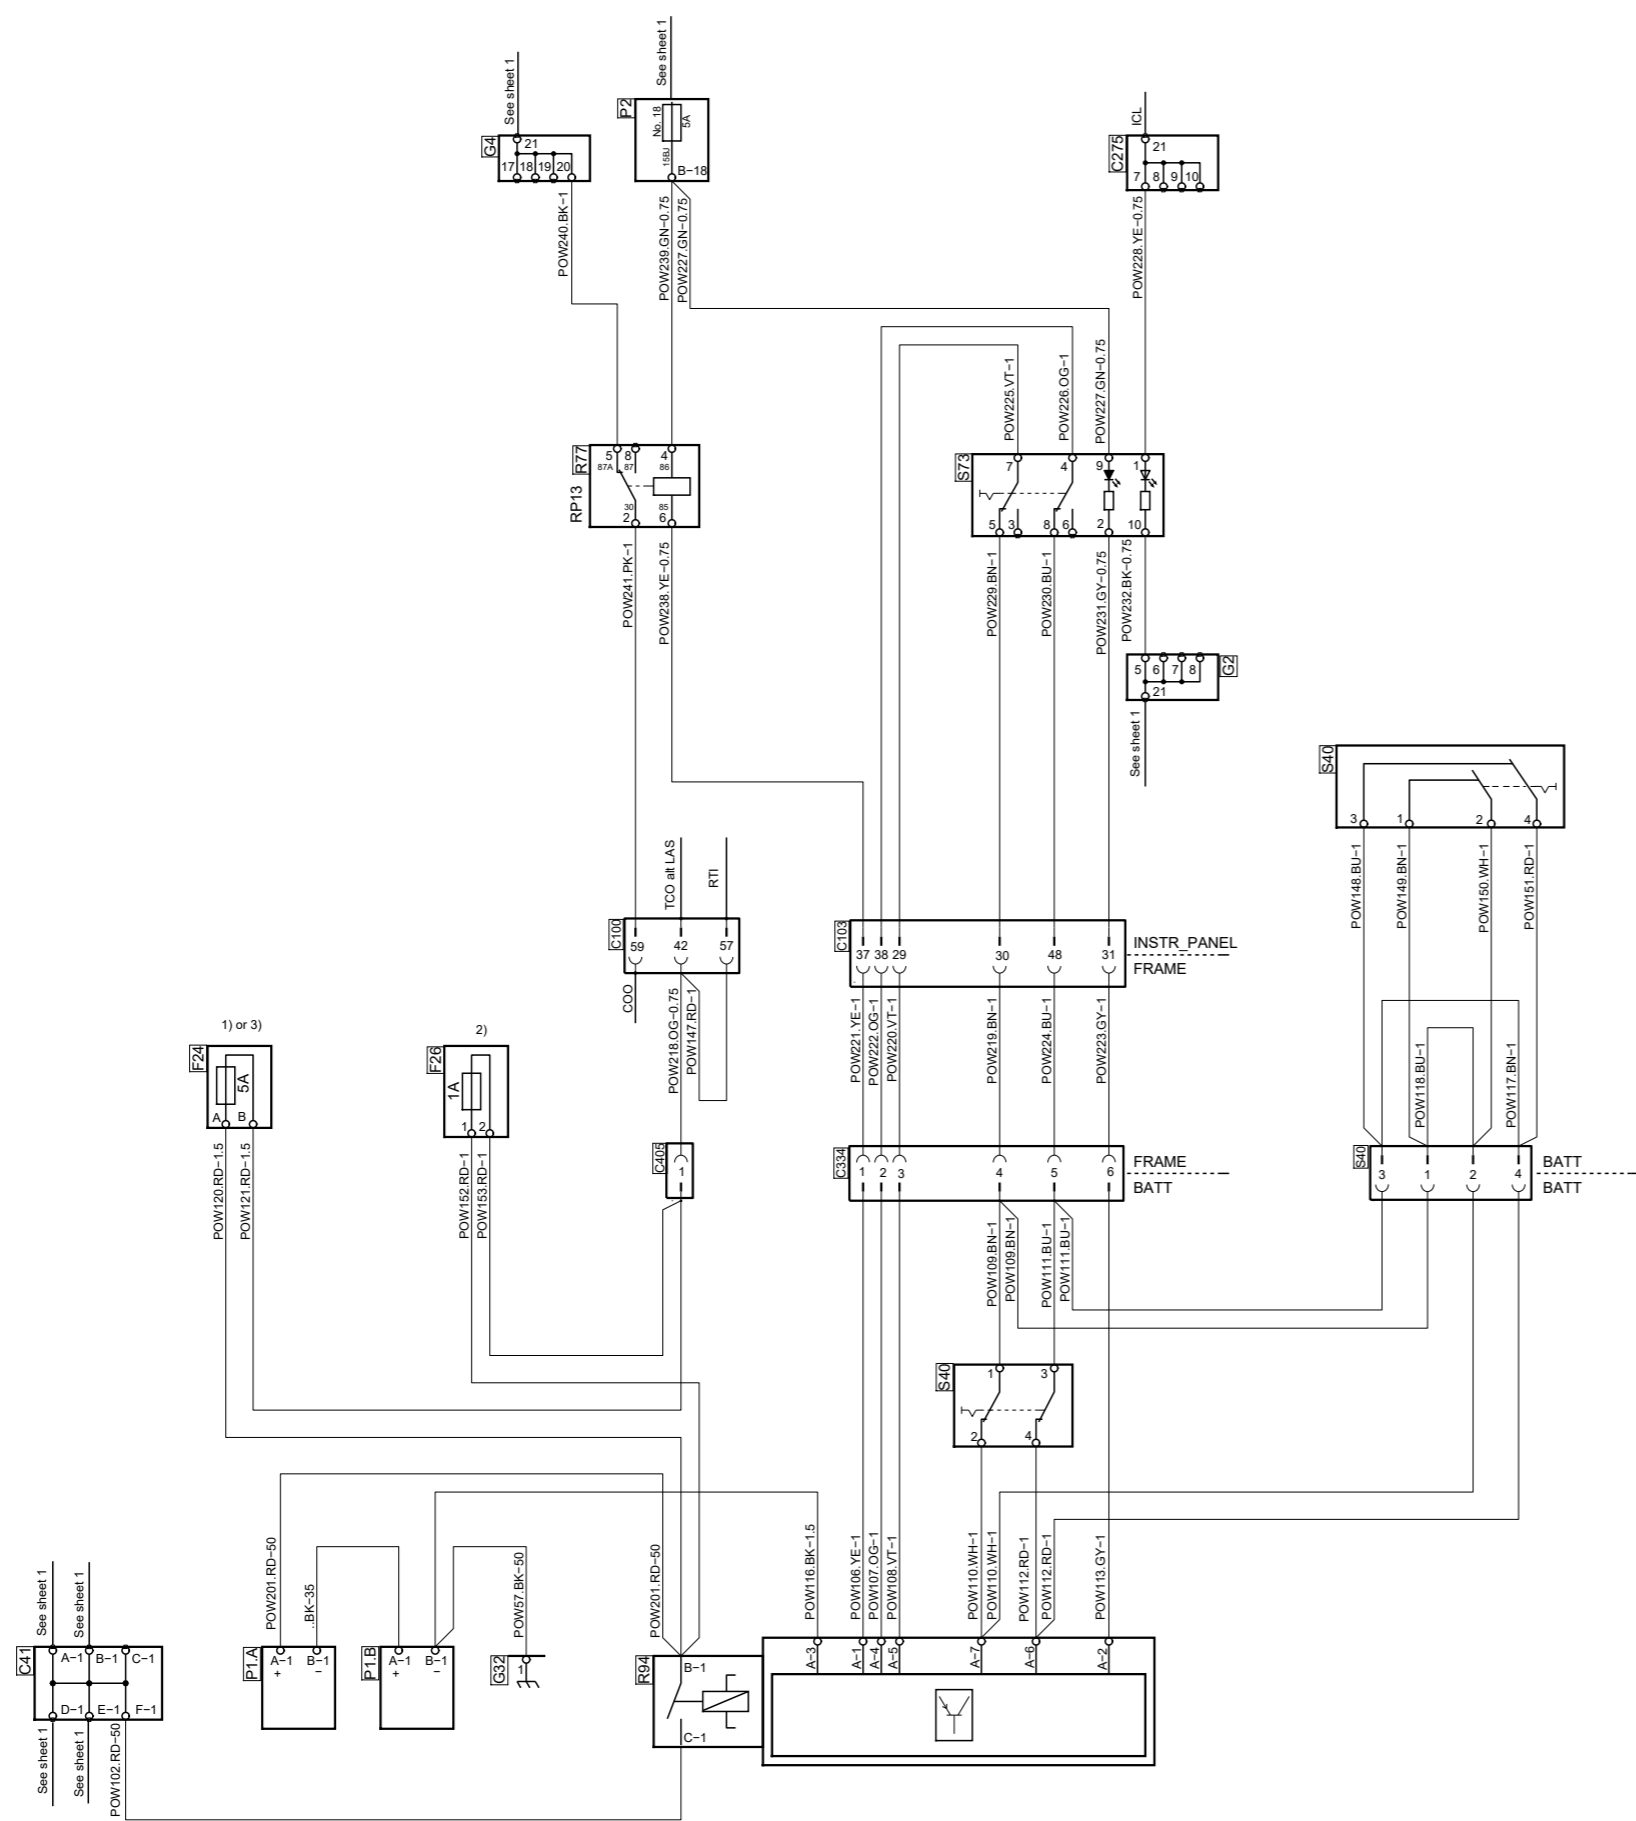 See sheet 1
See sheet 1
P2
No. 18
5A
15BJ
B−18
G4
21
17 18 19 20
ICL
C275
21
7 8 9 10
POW240.BK−1
POW239.GN−0.75
POW227.GN−0.75
POW228.YE−0.75
POW225.VT−1
POW226.OG−1
POW227.GN−0.75
R77
RP13
5 8 4
87A 87 86
30 85
2 6
S73
7 4 9 1
5 3 8 6 2 10
POW241.PK−1
POW238.YE−0.75
POW229.BN−1
POW230.BU−1
POW231.GY−0.75
POW232.BK−0.75
5 6 7 8
G2
21
See sheet 1
S40
3 1 2 4
POW148.BU−1
POW149.BN−1
POW150.WH−1
POW151.RD−1
TCO alt LAS
RTI
C100
59 42 57
COO
C103
37 38 29 30 48 31
INSTR_PANEL
FRAME
POW218.OG−0.75
POW147.RD−1
POW221.YE−1
POW222.OG−1
POW220.VT−1
POW219.BN−1
POW224.BU−1
POW223.GY−1
POW118.BU−1
POW117.BN−1
1) or 3)
F24
5A
A B
2)
F26
1A
1 2
POW120.RD−1.5
POW121.RD−1.5
POW152.RD−1
POW153.RD−1
C405
1
C334
1 2 3 4 5 6
FRAME
BATT
S40
3 1 2 4
BATT
BATT
POW109.BN−1
POW109.BN−1
POW111.BU−1
POW111.BU−1
S40
1 3
2 4
See sheet 1
See sheet 1
POW201.RD−50
..BK−35
POW57.BK−50
POW201.RD−50
POW116.BK−1.5
POW106.YE−1
POW107.OG−1
POW108.VT−1
POW110.WH−1
POW110.WH−1
POW112.RD−1
POW112.RD−1
POW113.GY−1
C41
A−1 B−1 C−1
D−1 E−1 F−1
P1.A
A−1 B−1
+ −
P1.B
A−1 B−1
+ −
G32
1
R94
B−1
C−1
A−3 A−1 A−4 A−5 A−7 A−6 A−2
See sheet 1
See sheet 1
POW102.RD−50